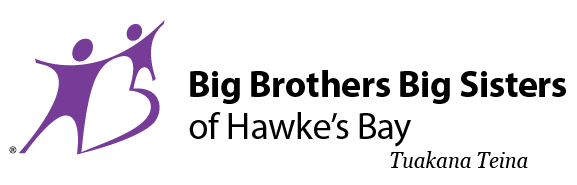 Big Brothers Big Sisters
of Hawke's Bay
Tuakana Teina
®